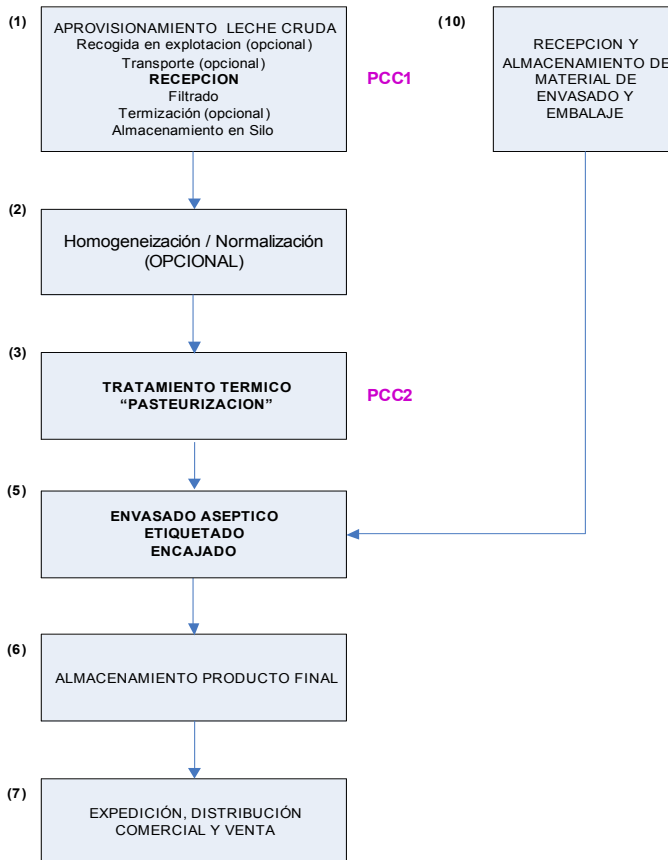 (1)
APROVISIONAMIENTO LECHE CRUDA
Recogida en explotacion (opcional)
Transporte (opcional)
RECEPCION
Filtrado
Termización (opcional)
Almacenamiento en Silo
PCC1
(10)
RECEPCION Y
ALMACENAMIENTO DE
MATERIAL DE
ENVASADO Y
EMBALAJE
(2)
Homogeneización / Normalización
(OPCIONAL)
(3)
TRATAMIENTO TERMICO
“PASTEURIZACION”
PCC2
(5)
ENVASADO ASEPTICO
ETIQUETADO
ENCAJADO
(6)
ALMACENAMIENTO PRODUCTO FINAL
(7)
EXPEDICIÓN, DISTRIBUCIÓN
COMERCIAL Y VENTA